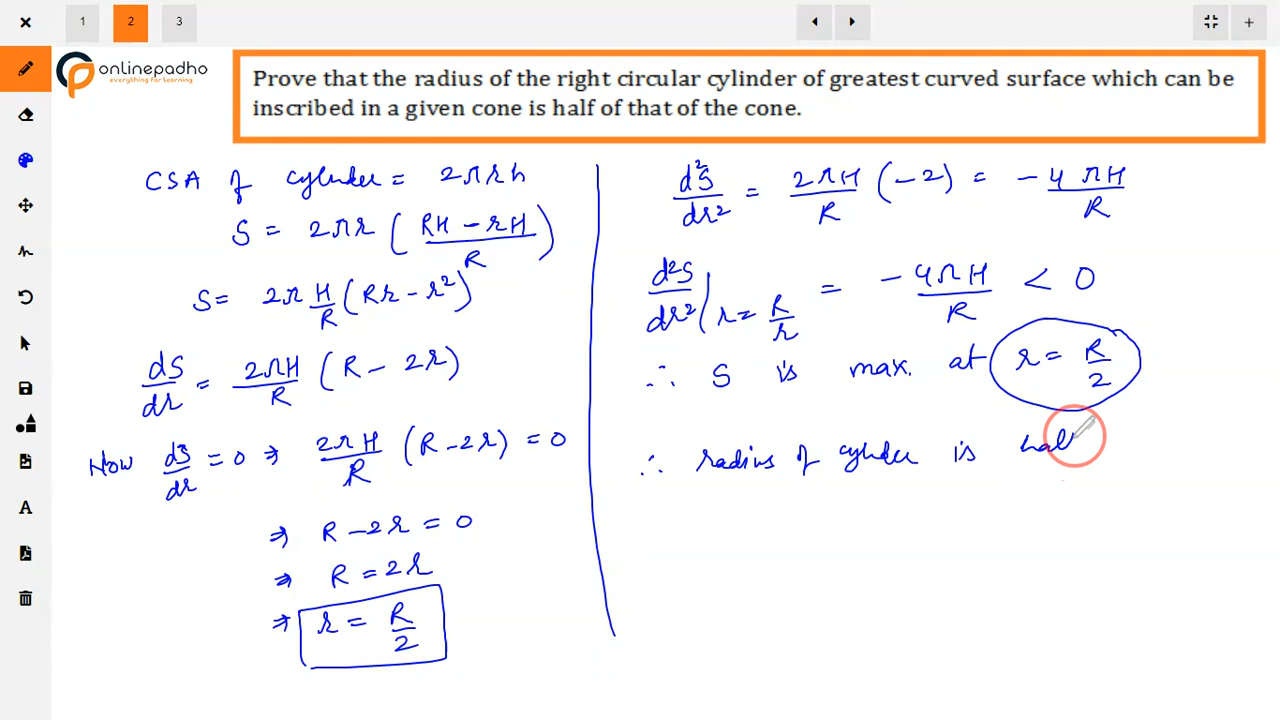 1 2 3
onlinepadho
everything for learning
Prove that the radius of the right circular cylinder of greatest curved surface which can be
inscribed in a given cone is half of that of the cone.
CSA of cylinder = 2πrh
S = 2πr ( (RH − rH)/R )
S = 2π H/R (Rr − r²)
dS/dr = 2πH/R (R − 2r)
Now dS/dr = 0 ⇒ 2πH/R (R − 2r) = 0
⇒ R − 2r = 0
⇒ R = 2r
⇒ r = R/2
d²S/dr² = 2πH/R (−2) = −4πH/R
d²S/dr² | r = R/r = −4πH/R < 0
∴ S is max. at r = R/2
∴ radius of cylinder is hal
A